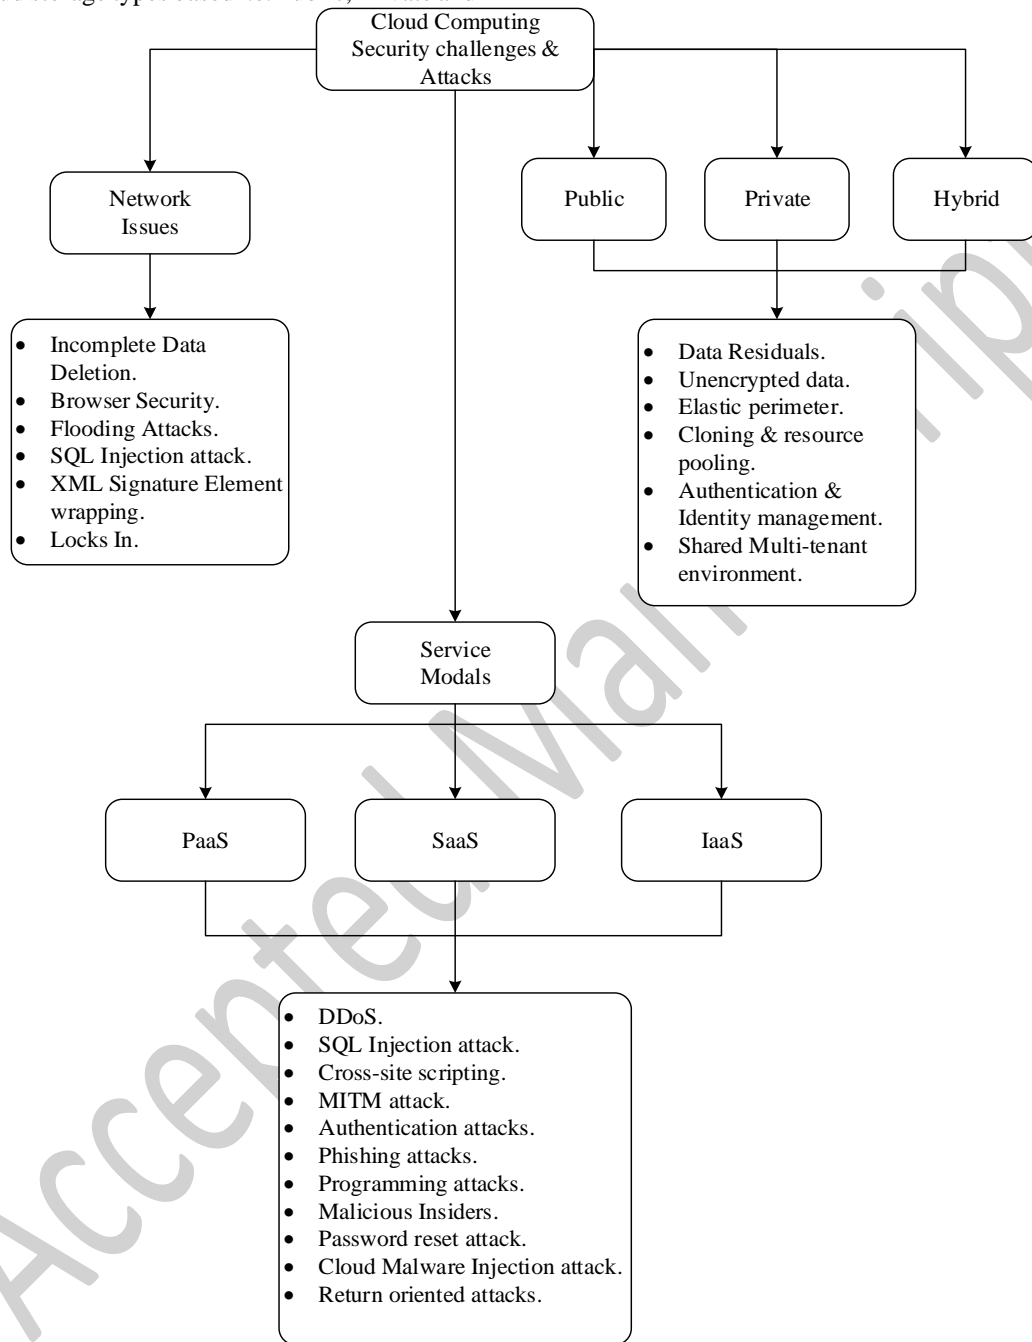 Cloud Computing
Security challenges &
Attacks
Network
Issues
Public
Private
Hybrid
• Incomplete Data
Deletion.
• Browser Security.
• Flooding Attacks.
• SQL Injection attack.
• XML Signature Element
wrapping.
• Locks In.
• Data Residuals.
• Unencrypted data.
• Elastic perimeter.
• Cloning & resource
pooling.
• Authentication &
Identity management.
• Shared Multi-tenant
environment.
Service
Modals
PaaS
SaaS
IaaS
• DDoS.
• SQL Injection attack.
• Cross-site scripting.
• MITM attack.
• Authentication attacks.
• Phishing attacks.
• Programming attacks.
• Malicious Insiders.
• Password reset attack.
• Cloud Malware Injection attack.
• Return oriented attacks.
Accepted